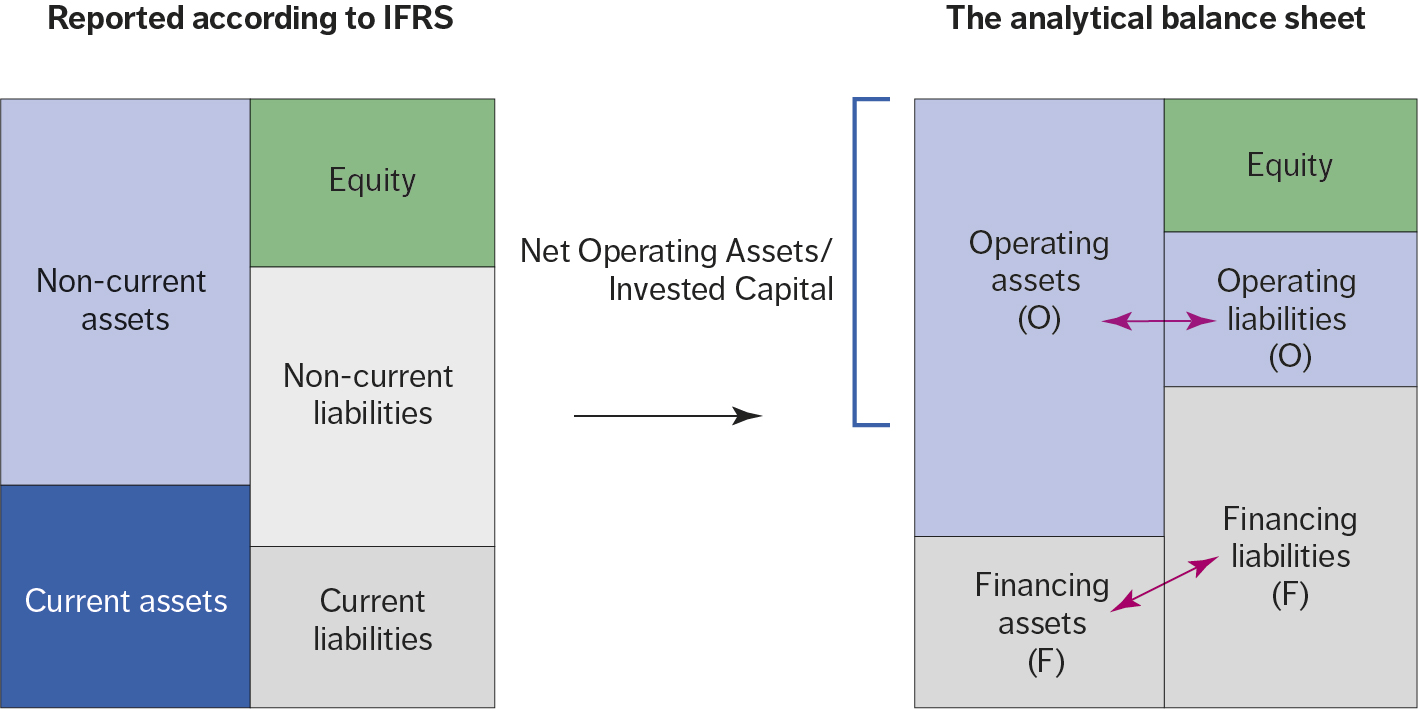 Reported according to IFRS
The analytical balance sheet
Non-current
assets
Current assets
Equity
Non-current
liabilities
Current
liabilities
Net Operating Assets/
Invested Capital
Operating
assets
(O)
Financing
assets
(F)
Equity
Operating
liabilities
(O)
Financing
liabilities
(F)